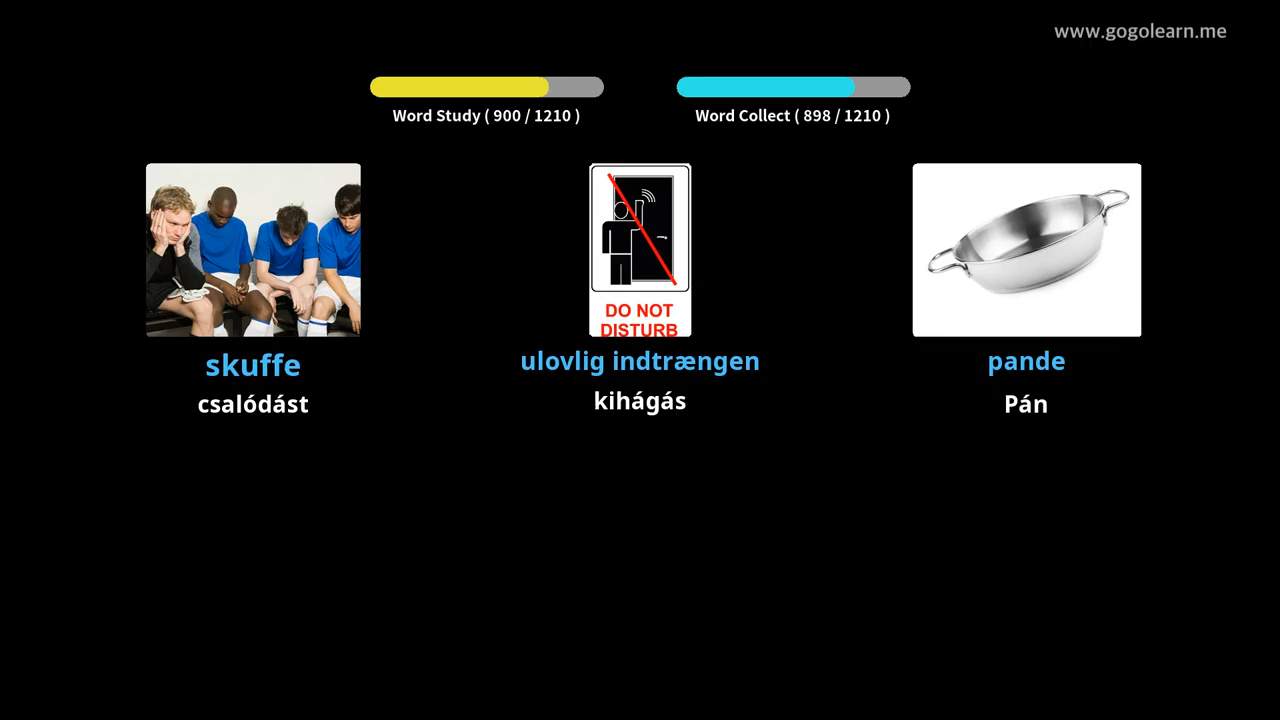 www.gogolearn.me
Word Study ( 900 / 1210 )
Word Collect ( 898 / 1210 )
DO NOT
DISTURB
skuffe
ulovlig indtrængen
pande
csalódást
kihágás
Pán